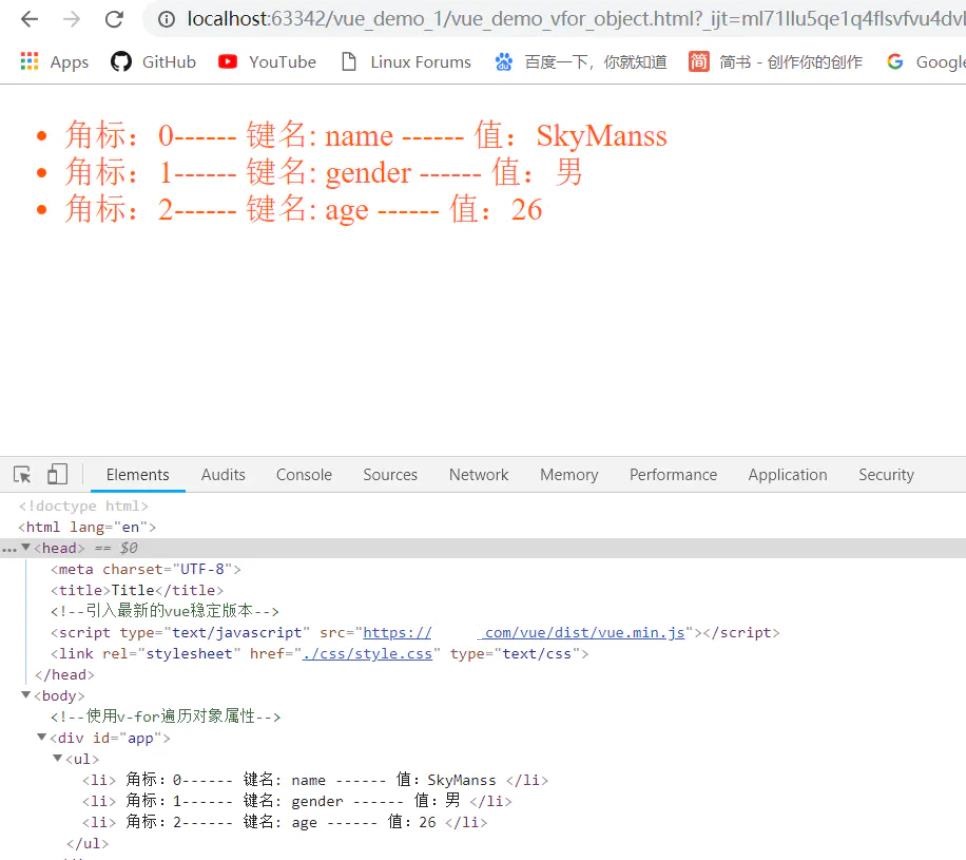 localhost:63342/vue_demo_1/vue_demo_vfor_object.html?_ijt=ml71llu5qe1q4flsvfvu4dvl
Apps GitHub YouTube Linux Forums 百度一下，你就知道 简书 - 创作你的创作 Google
角标：0------ 键名: name ------ 值：SkyManss
角标：1------ 键名: gender ------ 值：男
角标：2------ 键名: age ------ 值：26
Elements Audits Console Sources Network Memory Performance Application Security
<!doctype html>
<html lang="en">
... ▼<head> == $0
<meta charset="UTF-8">
<title>Title</title>
<!--引入最新的vue稳定版本-->
<script type="text/javascript" src="https:// com/vue/dist/vue.min.js"></script>
<link rel="stylesheet" href="./css/style.css" type="text/css">
</head>
▼<body>
<!--使用v-for遍历对象属性-->
▼<div id="app">
▼<ul>
<li> 角标：0------ 键名: name ------ 值：SkyManss </li>
<li> 角标：1------ 键名: gender ------ 值：男 </li>
<li> 角标：2------ 键名: age ------ 值：26 </li>
</ul>